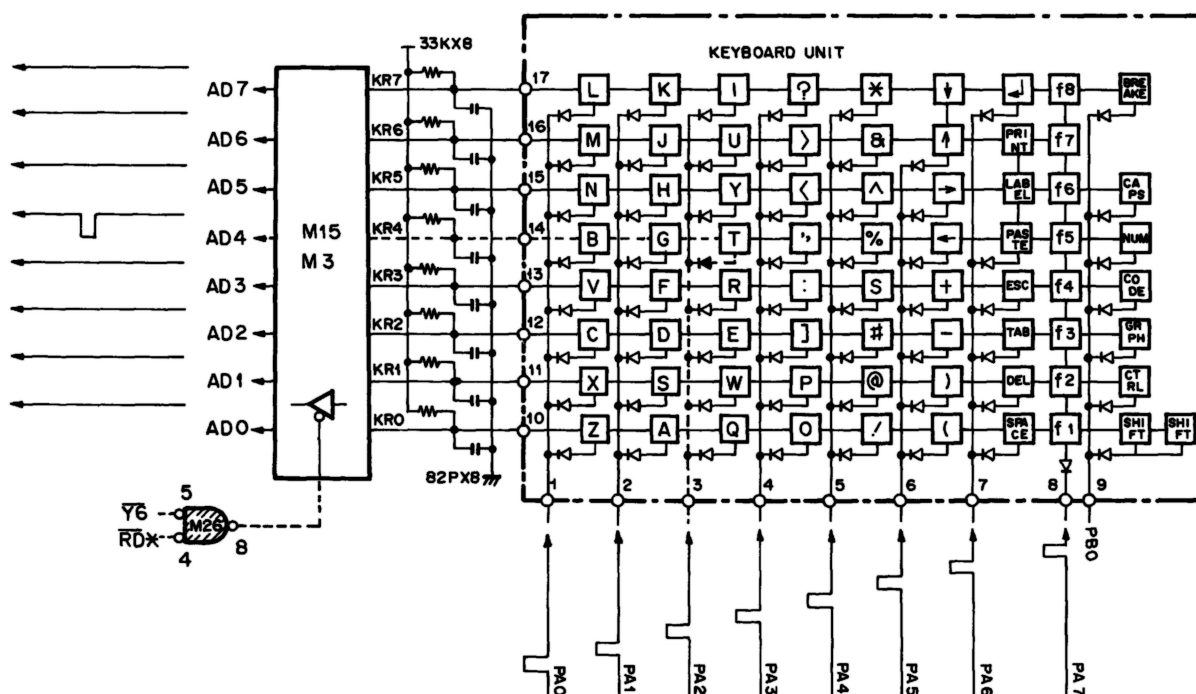 33KX8
KEYBOARD UNIT
AD7 KR7 17 L K I ? * ↓ ↵ f8 BREAKE
AD6 KR6 16 M J U > & ↑ PRINT f7
AD5 KR5 15 N H Y < ^ → LABEL f6 CAPS
M15
M3
AD4 KR4 14 B G T % ← PASTE f5 NUM
AD3 KR3 13 V F R : S + ESC f4 CODE
AD2 KR2 12 C D E ] # − TAB f3 GRPH
AD1 KR1 11 X S W P @ ) DEL f2 CTRL
AD0 KR0 10 Z A Q O ! ( SPACE f1 SHIFT SHIFT
82PX8
1 2 3 4 5 6 7 8 9
5
Y6
M26
RD*
4
8
PB0
PA0 PA1 PA2 PA3 PA4 PA5 PA6 PA7